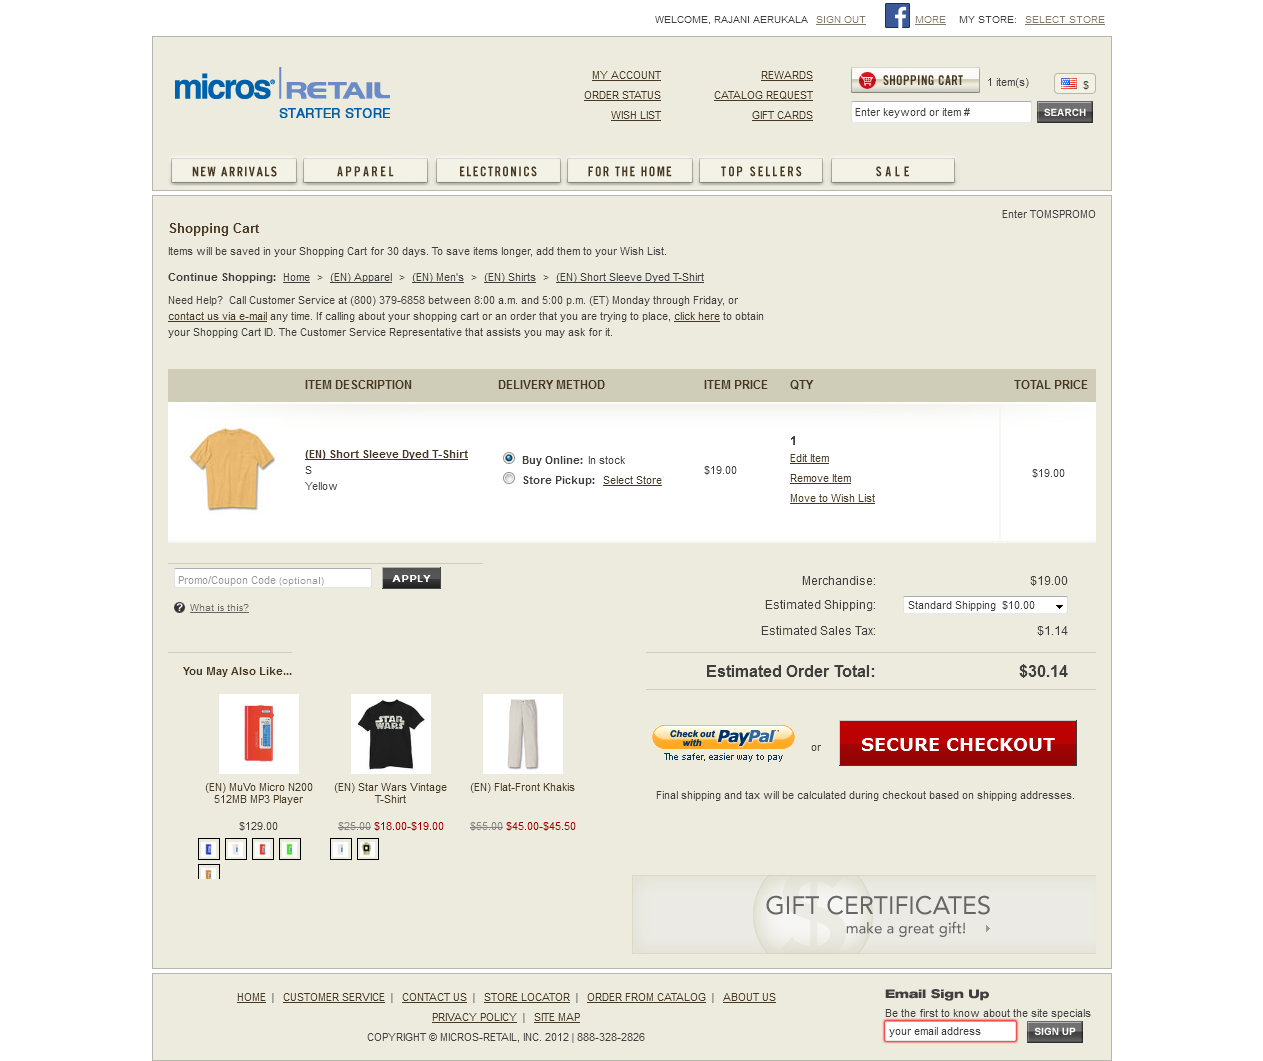 WELCOME, RAJANI AERUKALA SIGN OUT MORE MY STORE: SELECT STORE
micros RETAIL
STARTER STORE
MY ACCOUNT REWARDS
ORDER STATUS CATALOG REQUEST
WISH LIST GIFT CARDS
SHOPPING CART 1 item(s) $
Enter keyword or item # SEARCH
NEW ARRIVALS APPAREL ELECTRONICS FOR THE HOME TOP SELLERS SALE
Enter TOMSPROMO
Shopping Cart
Items will be saved in your Shopping Cart for 30 days. To save items longer, add them to your Wish List.
Continue Shopping: Home > (EN) Apparel > (EN) Men's > (EN) Shirts > (EN) Short Sleeve Dyed T-Shirt
Need Help? Call Customer Service at (800) 379-6858 between 8:00 a.m. and 5:00 p.m. (ET) Monday through Friday, or
contact us via e-mail any time. If calling about your shopping cart or an order that you are trying to place, click here to obtain
your Shopping Cart ID. The Customer Service Representative that assists you may ask for it.
ITEM DESCRIPTION DELIVERY METHOD ITEM PRICE QTY TOTAL PRICE
(EN) Short Sleeve Dyed T-Shirt
S
Yellow
Buy Online: In stock
Store Pickup: Select Store
$19.00
1
Edit Item
Remove Item
Move to Wish List
$19.00
Promo/Coupon Code (optional) APPLY
? What is this?
Merchandise: $19.00
Estimated Shipping: Standard Shipping $10.00
Estimated Sales Tax: $1.14
Estimated Order Total: $30.14
You May Also Like...
STAR WARS
(EN) MuVo Micro N200
512MB MP3 Player
$129.00
(EN) Star Wars Vintage
T-Shirt
$25.00 $18.00-$19.00
(EN) Flat-Front Khakis
$55.00 $45.00-$45.50
Check out with PayPal
The safer, easier way to pay
or
SECURE CHECKOUT
Final shipping and tax will be calculated during checkout based on shipping addresses.
GIFT CERTIFICATES
make a great gift!
HOME | CUSTOMER SERVICE | CONTACT US | STORE LOCATOR | ORDER FROM CATALOG | ABOUT US
PRIVACY POLICY | SITE MAP
COPYRIGHT © MICROS-RETAIL, INC. 2012 | 888-328-2826
Email Sign Up
Be the first to know about the site specials
your email address SIGN UP